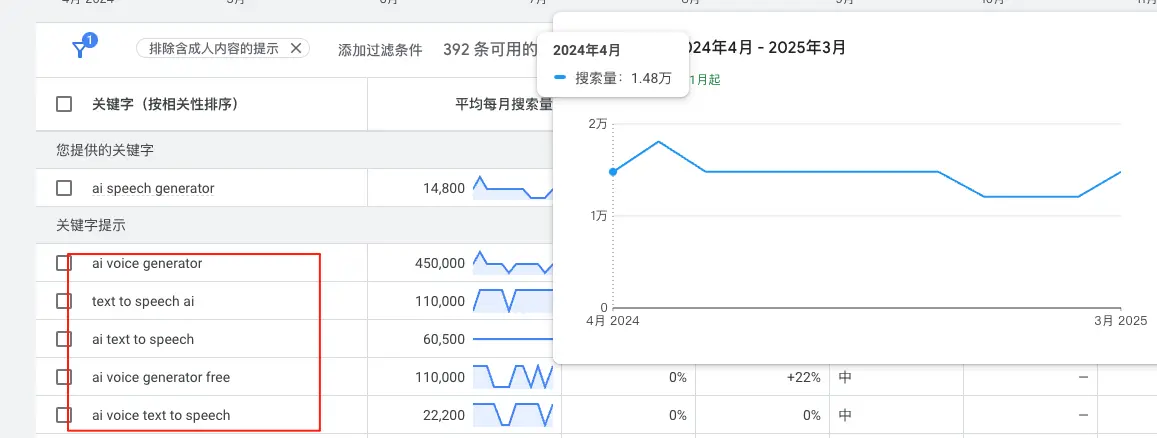 1
排除含成人内容的提示
添加过滤条件
392 条可用的
2024年4月 - 2025年3月
2024年4月
搜索量：1.48万
1月起
关键字（按相关性排序）
平均每月搜索量
2万
1万
0
4月 2024
3月 2025
您提供的关键字
ai speech generator 14,800
关键字提示
ai voice generator 450,000
text to speech ai 110,000
ai text to speech 60,500
ai voice generator free 110,000 0% +22% 中 –
ai voice text to speech 22,200 0% 0% 中 –